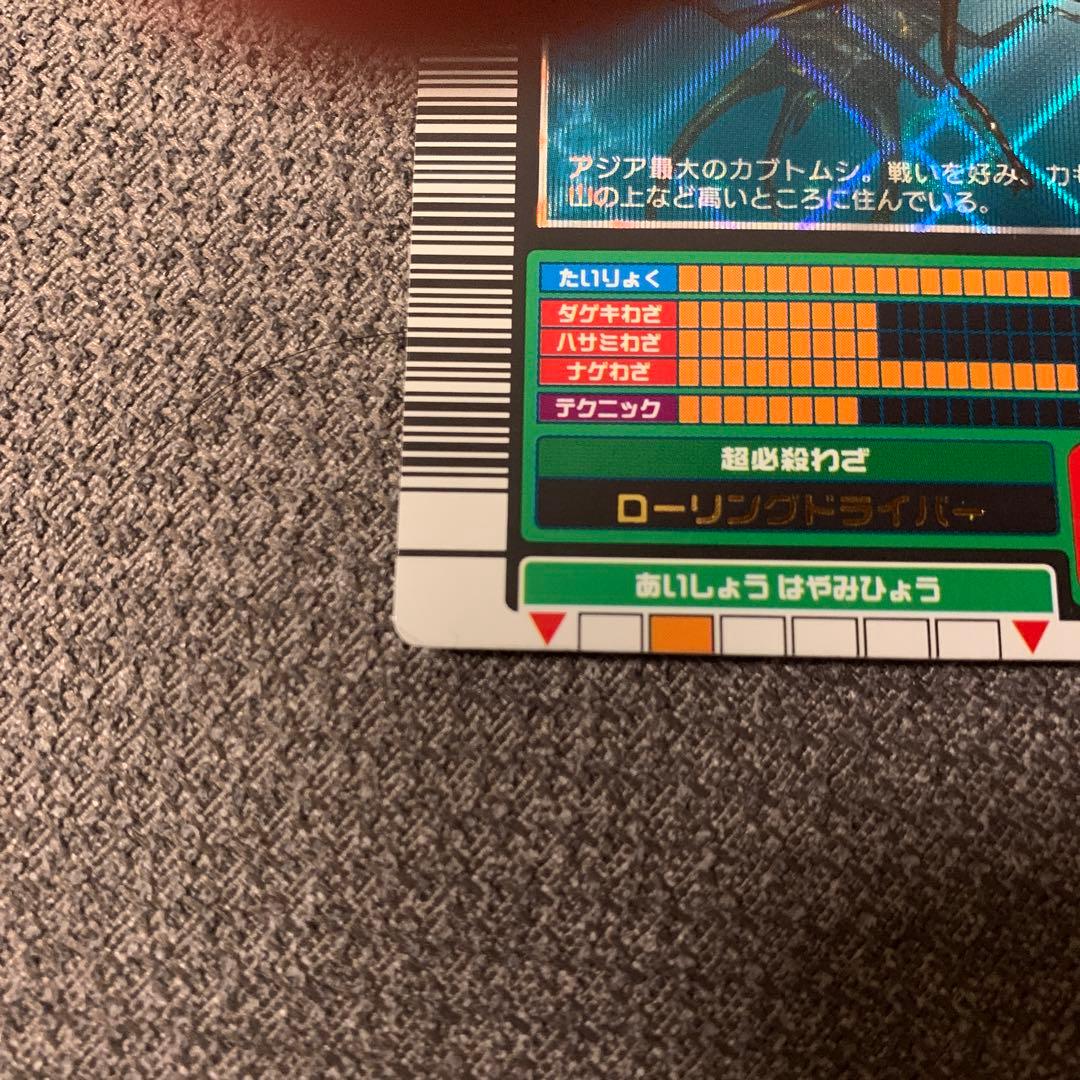 アジア最大のカブトムシ。戦いを好み、カ
山の上など高いところに住んでいる。
たいりょく
ダゲキわざ
ハサミわざ
ナゲわざ
テクニック
超必殺わざ
ローリングドライバー
あいしょう はやみひょう